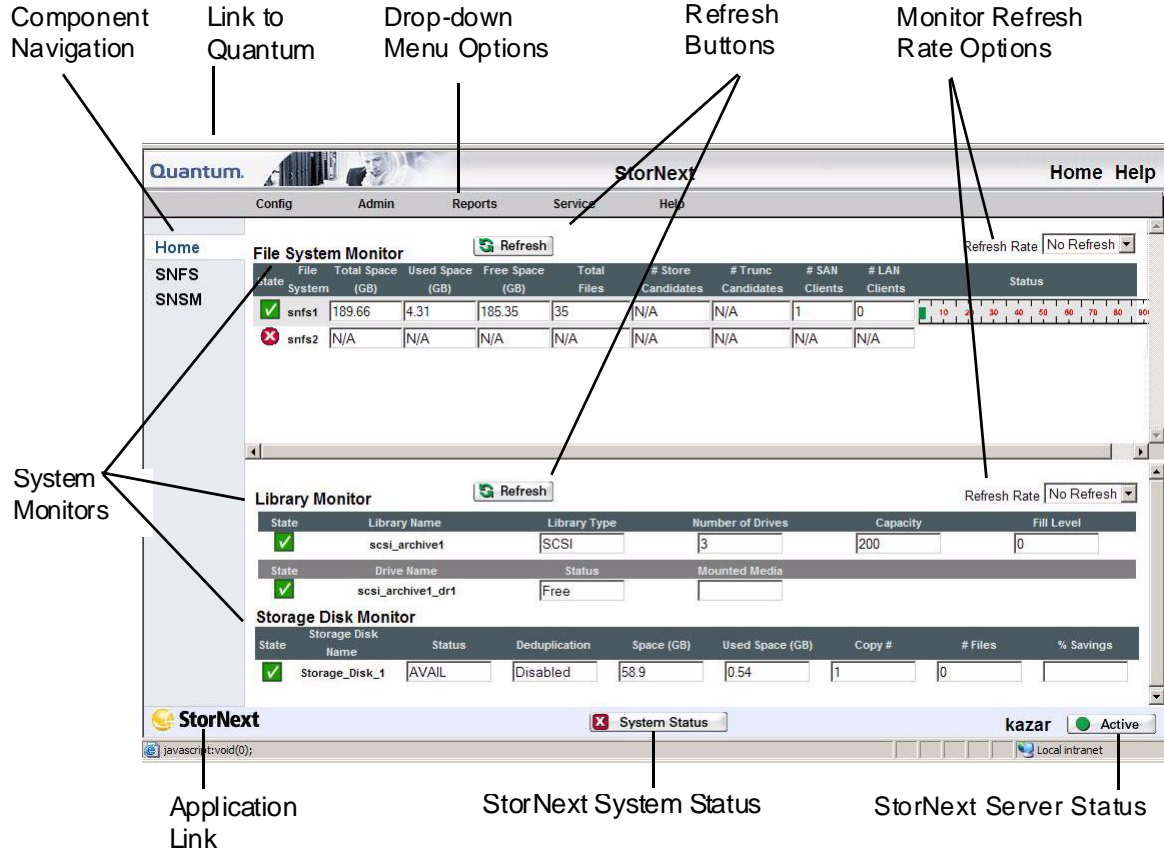 Component Navigation
Link to Quantum
Drop-down Menu Options
Refresh Buttons
Monitor Refresh Rate Options
Quantum.
StorNext
Home Help
Config Admin Reports Service Help
Home
SNFS
SNSM
File System Monitor
Refresh
Refresh Rate No Refresh
State File System Total Space (GB) Used Space (GB) Free Space (GB) Total Files # Store Candidates # Trunc Candidates # SAN Clients # LAN Clients Status
snfs1 189.66 4.31 185.35 35 N/A N/A 1 0 10 20 30 40 50 60 70 80
snfs2 N/A N/A N/A N/A N/A N/A N/A N/A
System Monitors
Library Monitor
Refresh
Refresh Rate No Refresh
State Library Name Library Type Number of Drives Capacity Fill Level
scsi_archive1 SCSI 3 200 0
State Drive Name Status Mounted Media
scsi_archive1_dr1 Free
Storage Disk Monitor
State Storage Disk Name Status Deduplication Space (GB) Used Space (GB) Copy # # Files % Savings
Storage_Disk_1 AVAIL Disabled 58.9 0.54 1 0
StorNext
System Status
kazar Active
javascript:void(0);
Local intranet
Application Link
StorNext System Status
StorNext Server Status